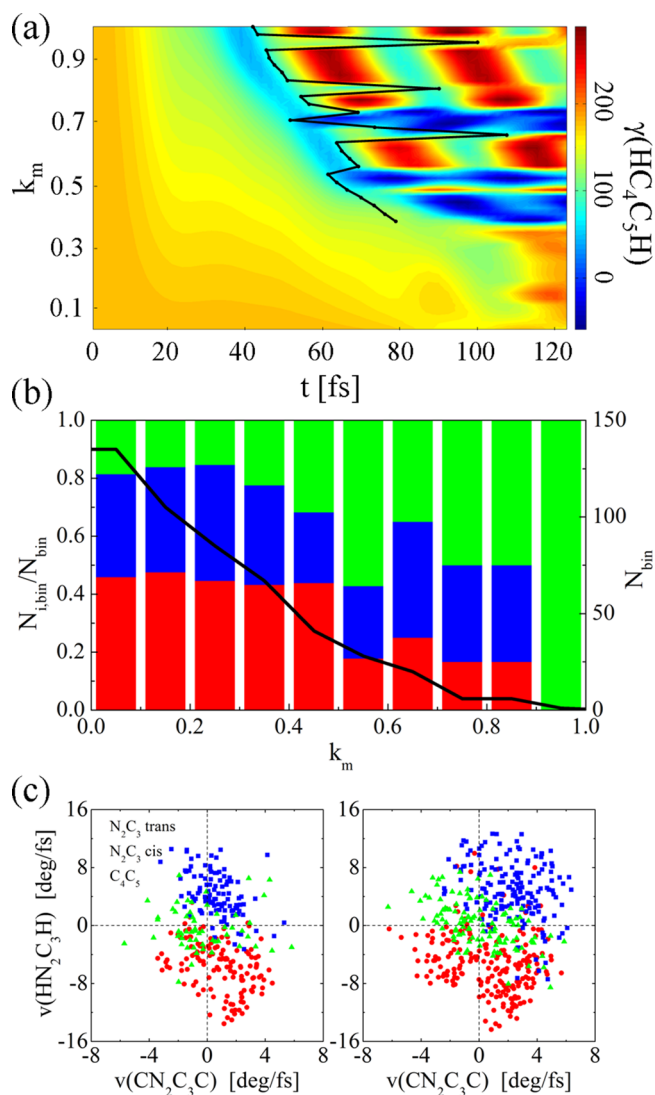 (a)
0.9
0.7
0.5
0.3
0.1
k_m
0 20 40 60 80 100 120
t [fs]
200
100
0
γ(HC₄C₅H)
(b)
1.0
0.8
0.6
0.4
0.2
0.0
N_i,bin/N_bin
150
100
50
0
N_bin
0.0 0.2 0.4 0.6 0.8 1.0
k_m
(c)
16
8
0
-8
-16
v(HN₂C₃H) [deg/fs]
N₂C₃ trans
N₂C₃ cis
C₄C₅
-8 -4 0 4 8
v(CN₂C₃C) [deg/fs]
16
8
0
-8
-16
-8 -4 0 4 8
v(CN₂C₃C) [deg/fs]